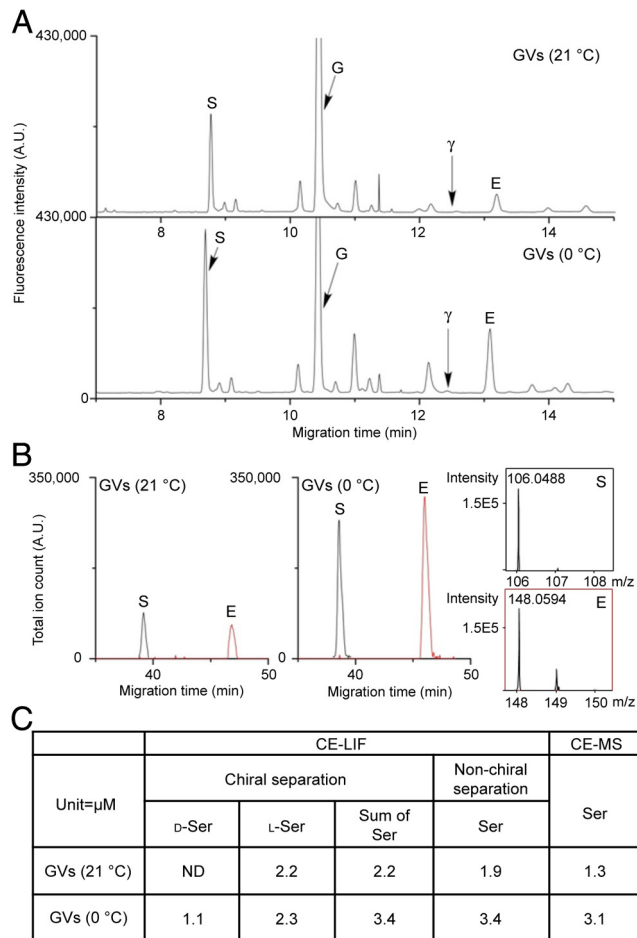 A
430,000
GVs (21 °C)
G
S
γ
E
Fluorescence intensity (A.U.)
430,000
GVs (0 °C)
S
G
γ
E
0
8 10 12 14
Migration time (min)
B
350,000
GVs (21 °C)
S
E
Total ion count (A.U.)
0
40 50
Migration time (min)
350,000
GVs (0 °C)
S
E
0
40 50
Migration time (min)
Intensity
106.0488
S
1.5E5
106 107 108 m/z
Intensity
148.0594
E
1.5E5
148 149 150 m/z
C
Unit=µM
CE-LIF
CE-MS
Chiral separation
Non-chiral
separation
Ser
D-Ser
L-Ser
Sum of
Ser
Ser
GVs (21 °C) ND 2.2 2.2 1.9 1.3
GVs (0 °C) 1.1 2.3 3.4 3.4 3.1